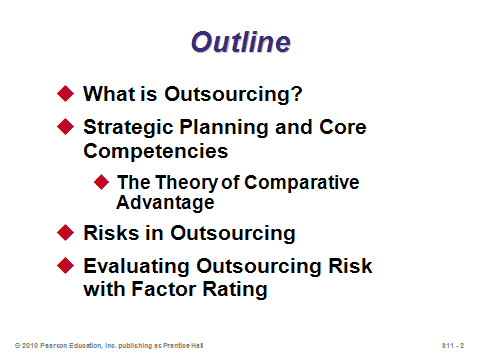 Outline
What is Outsourcing?
Strategic Planning and Core
Competencies
The Theory of Comparative
Advantage
Risks in Outsourcing
Evaluating Outsourcing Risk
with Factor Rating
© 2010 Pearson Education, Inc. publishing as Prentice Hall
S11 - 2